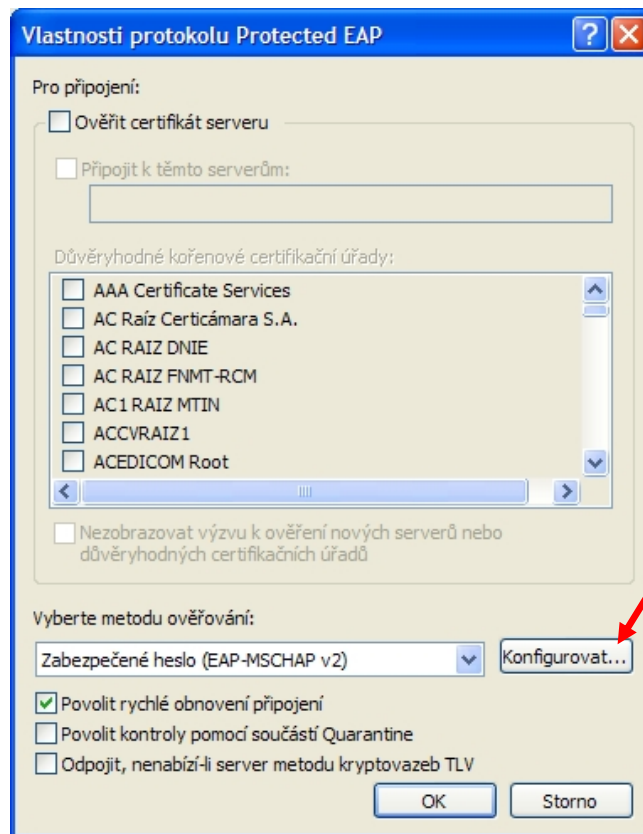 Vlastnosti protokolu Protected EAP
Pro připojení:
Ověřit certifikát serveru
Připojit k těmto serverům:
Důvěryhodné kořenové certifikační úřady:
AAA Certificate Services
AC Raíz Certicámara S.A.
AC RAIZ DNIE
AC RAIZ FNMT-RCM
AC1 RAIZ MTIN
ACCVRAIZ1
ACEDICOM Root
Nezobrazovat výzvu k ověření nových serverů nebo
důvěryhodných certifikačních úřadů
Vyberte metodu ověřování:
Zabezpečené heslo (EAP-MSCHAP v2)
Konfigurovat...
Povolit rychlé obnovení připojení
Povolit kontroly pomocí součástí Quarantine
Odpojit, nenabízí-li server metodu kryptovazeb TLV
OK
Storno